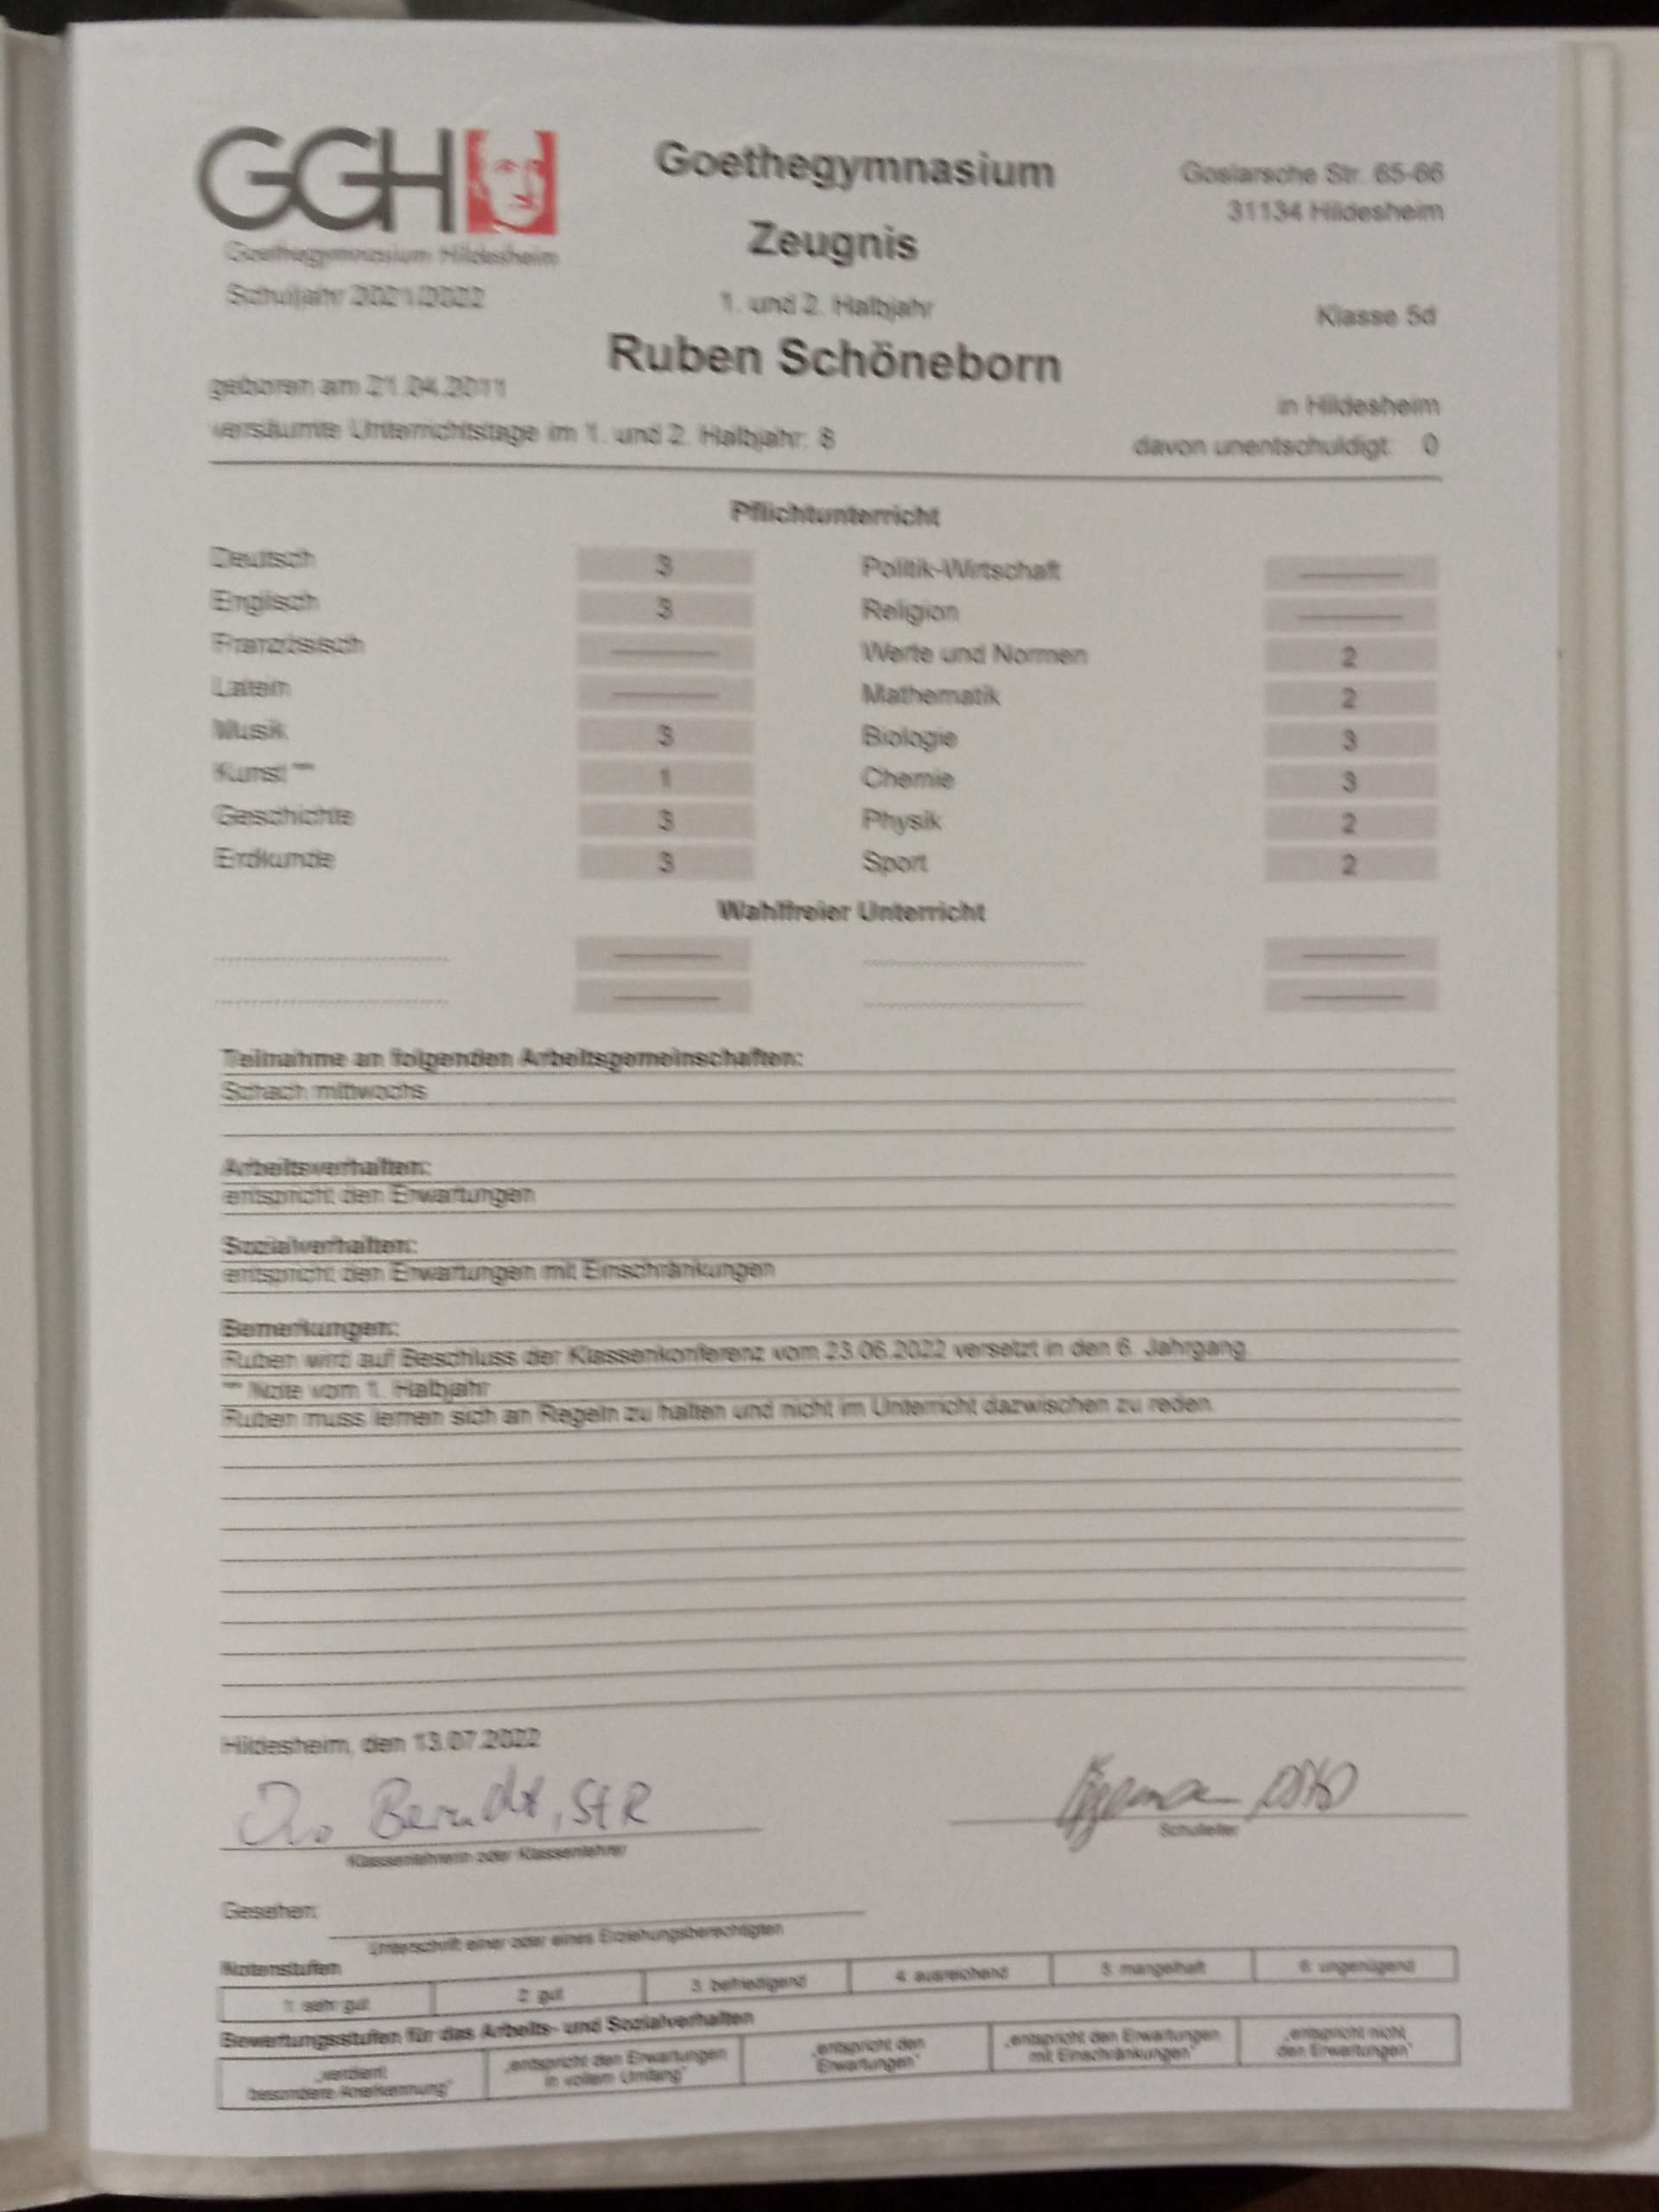 GGH
Goethegymnasium Hildesheim
Goethegymnasium
Goslarsche Str. 65-66
31134 Hildesheim
Zeugnis
Schuljahr 2021/2022
1. und 2. Halbjahr
Klasse 5d
Ruben Schöneborn
geboren am 21.04.2011
in Hildesheim
versäumte Unterrichtstage im 1. und 2. Halbjahr: 8
davon unentschuldigt: 0
Pflichtunterricht
Deutsch 3 Politik-Wirtschaft
Englisch 3 Religion
Französisch Werte und Normen 2
Latein Mathematik 2
Musik 3 Biologie 3
Kunst *** 1 Chemie 3
Geschichte 3 Physik 2
Erdkunde 3 Sport 2
Wahlfreier Unterricht
Teilnahme an folgenden Arbeitsgemeinschaften:
Schach mittwochs
Arbeitsverhalten:
entspricht den Erwartungen
Sozialverhalten:
entspricht den Erwartungen mit Einschränkungen
Bemerkungen:
Ruben wird auf Beschluss der Klassenkonferenz vom 23.06.2022 versetzt in den 6. Jahrgang.
*** Note vom 1. Halbjahr
Ruben muss lernen sich an Regeln zu halten und nicht im Unterricht dazwischen zu reden.
Hildesheim, den 13.07.2022
Berndt, StR
Klassenlehrerin oder Klassenlehrer
Schulleiter
Gesehen:
Unterschrift einer oder eines Erziehungsberechtigten
Notenstufen
1: sehr gut 2: gut 3: befriedigend 4: ausreichend 5: mangelhaft 6: ungenügend
Bewertungsstufen für das Arbeits- und Sozialverhalten
„verdient besondere Anerkennung" „entspricht den Erwartungen in vollem Umfang" „entspricht den Erwartungen" „entspricht den Erwartungen mit Einschränkungen" „entspricht nicht den Erwartungen"